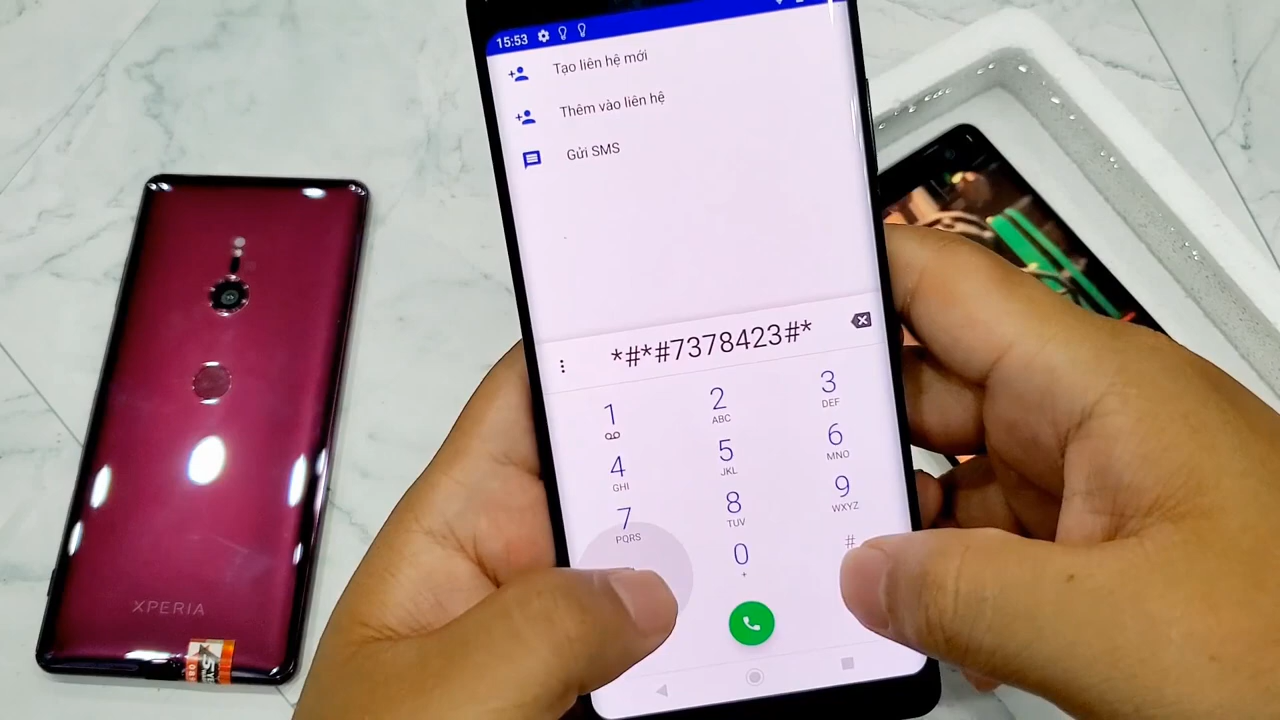 15:53
Tạo liên hệ mới
Thêm vào liên hệ
Gửi SMS
*#*#7378423#*
1
2 ABC
3 DEF
4 GHI
5 JKL
6 MNO
7 PQRS
8 TUV
9 WXYZ
0 +
#
XPERIA